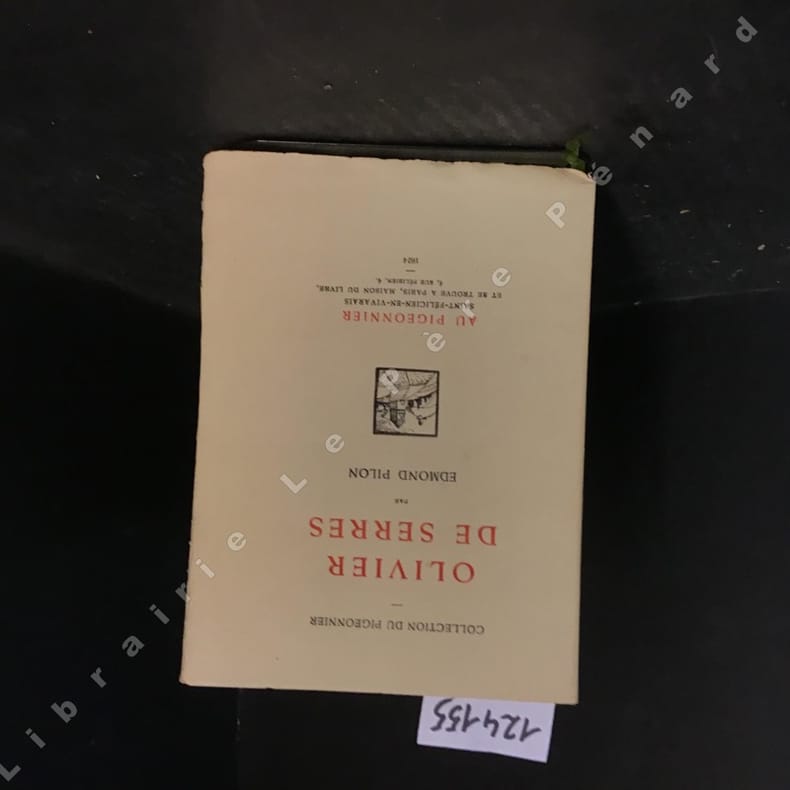 COLLECTION DU PIGEONNIER
OLIVIER
DE SERRES
PAR
EDMOND PILON
AU PIGEONNIER
SAINT-FÉLICIEN-EN-VIVARAIS
ET SE TROUVE A PARIS, MAISON DU LIVRE,
4, RUE FÉLIBIEN, 4.
1924
124155
Librairie Le Père Pénard